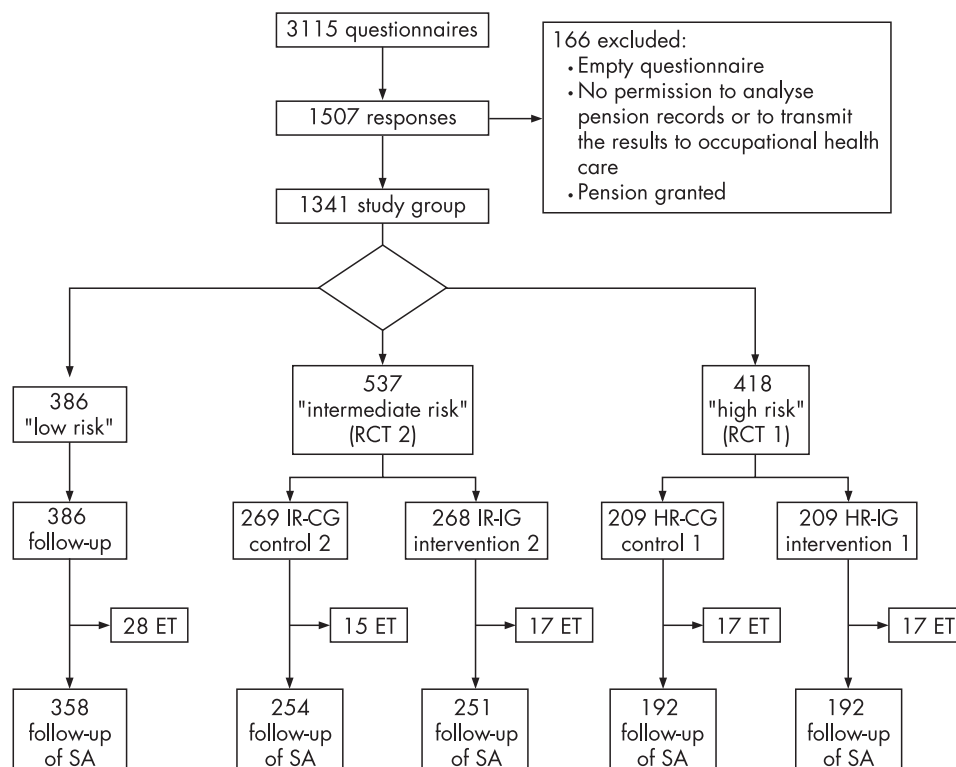 3115 questionnaires
166 excluded:
• Empty questionnaire
• No permission to analyse
pension records or to transmit
the results to occupational health
care
• Pension granted
1507 responses
1341 study group
386
"low risk"
537
"intermediate risk"
(RCT 2)
418
"high risk"
(RCT 1)
386
follow-up
269 IR-CG
control 2
268 IR-IG
intervention 2
209 HR-CG
control 1
209 HR-IG
intervention 1
28 ET
15 ET
17 ET
17 ET
17 ET
358
follow-up
of SA
254
follow-up
of SA
251
follow-up
of SA
192
follow-up
of SA
192
follow-up
of SA